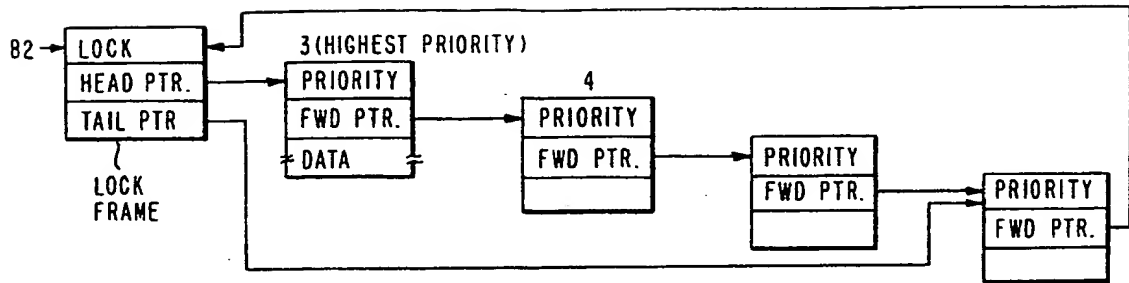 82
LOCK
HEAD PTR.
TAIL PTR
LOCK
FRAME
3(HIGHEST PRIORITY)
PRIORITY
FWD PTR.
DATA
4
PRIORITY
FWD PTR.
PRIORITY
FWD PTR.
PRIORITY
FWD PTR.